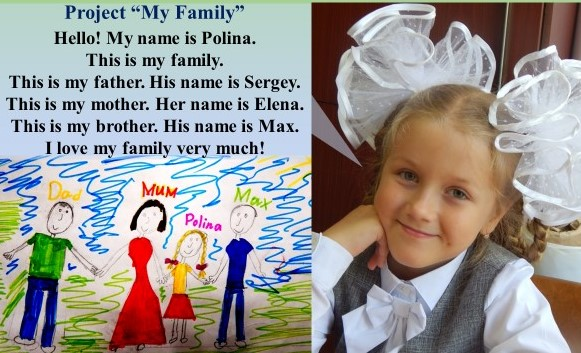 Project “My Family”
Hello! My name is Polina.
This is my family.
This is my father. His name is Sergey.
This is my mother. Her name is Elena.
This is my brother. His name is Max.
I love my family very much!
Dad
MUM
Polina
Max